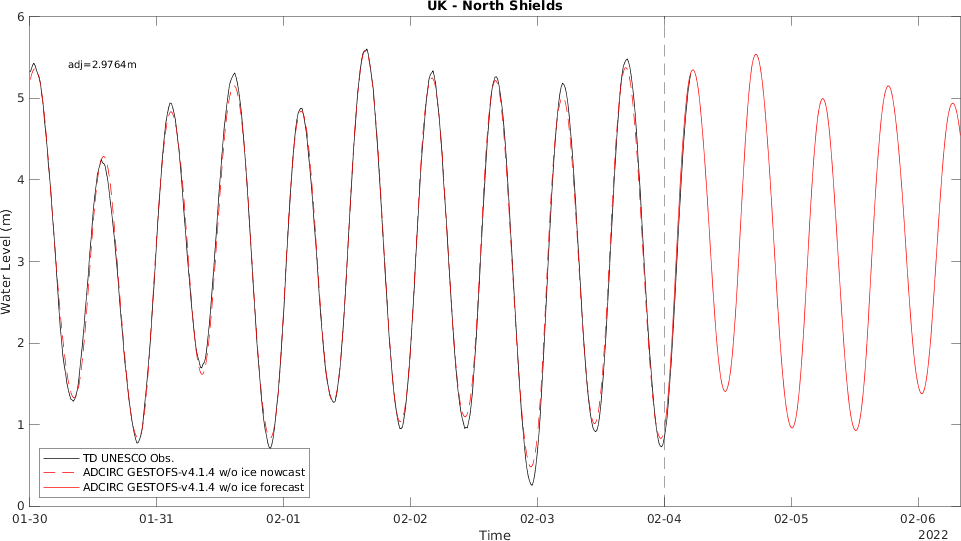 UK - North Shields
6
adj=2.9764m
5
4
3
2
1
0
Water Level (m)
TD UNESCO Obs.
ADCIRC GESTOFS-v4.1.4 w/o ice nowcast
ADCIRC GESTOFS-v4.1.4 w/o ice forecast
01-30 01-31 02-01 02-02 02-03 02-04 02-05 02-06
Time
2022